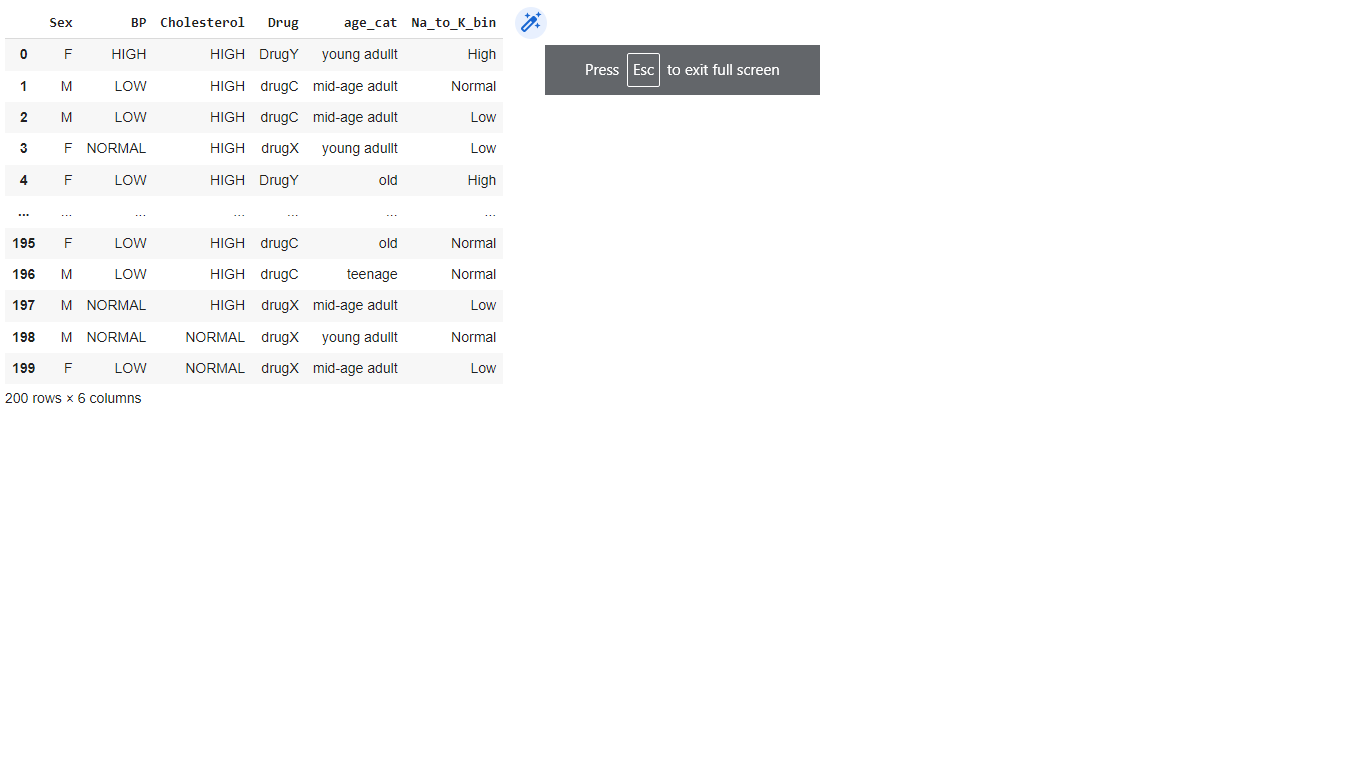 Sex BP Cholesterol Drug age_cat Na_to_K_bin
0 F HIGH HIGH DrugY young adullt High
1 M LOW HIGH drugC mid-age adult Normal
2 M LOW HIGH drugC mid-age adult Low
3 F NORMAL HIGH drugX young adullt Low
4 F LOW HIGH DrugY old High
... ... ... ... ... ... ...
195 F LOW HIGH drugC old Normal
196 M LOW HIGH drugC teenage Normal
197 M NORMAL HIGH drugX mid-age adult Low
198 M NORMAL NORMAL drugX young adullt Normal
199 F LOW NORMAL drugX mid-age adult Low
200 rows × 6 columns
Press Esc to exit full screen